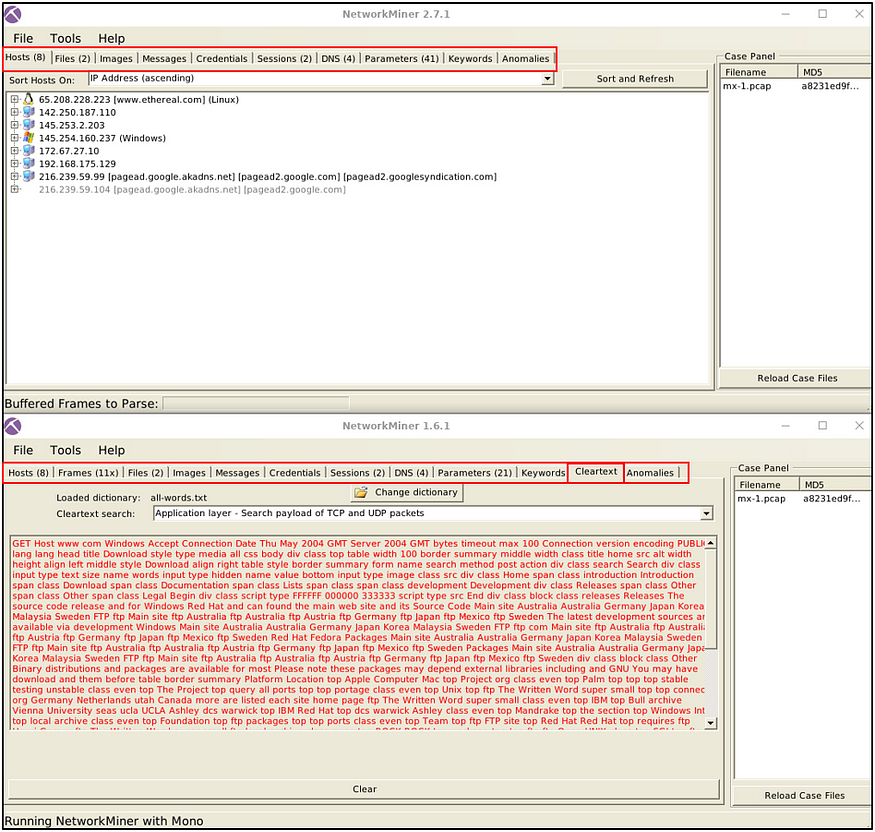 NetworkMiner 2.7.1
File Tools Help
Hosts (8) Files (2) Images Messages Credentials Sessions (2) DNS (4) Parameters (41) Keywords Anomalies
Sort Hosts On: IP Address (ascending) Sort and Refresh
65.208.228.223 [www.ethereal.com] (Linux)
142.250.187.110
145.253.2.203
145.254.160.237 (Windows)
172.67.27.10
192.168.175.129
216.239.59.99 [pagead.google.akadns.net] [pagead2.google.com] [pagead2.googlesyndication.com]
216.239.59.104 [pagead.google.akadns.net] [pagead2.google.com]
Case Panel
Filename MD5
mx-1.pcap a8231ed9f...
Reload Case Files
Buffered Frames to Parse:
NetworkMiner 1.6.1
File Tools Help
Hosts (8) Frames (11x) Files (2) Images Messages Credentials Sessions (2) DNS (4) Parameters (21) Keywords Cleartext Anomalies
Loaded dictionary: all-words.txt Change dictionary
Cleartext search: Application layer - Search payload of TCP and UDP packets
GET Host www com Windows Accept Connection Date Thu May 2004 GMT Server 2004 GMT bytes timeout max 100 Connection version encoding PUBLI
lang lang head title Download style type media all css body div class top table width 100 border summary middle width class title home src alt width
height align left middle style Download align right table style border summary form name search method post action div class search Search div class
input type text size name words input type hidden name value bottom input type image class src div class Home span class introduction Introduction
span class Download span class Documentation span class Lists span class span class development Development div class Releases span class Other
span class Other span class Legal Begin div class script type FFFFFF 000000 333333 script type src End div class block class releases Releases The
source code release and for Windows Red Hat and can found the main web site and its Source Code Main site Australia Australia Germany Japan Korea
Malaysia Sweden FTP ftp Main site ftp Australia ftp Australia ftp Austria ftp Germany ftp Japan ftp Mexico ftp Sweden The latest development sources ar
available via development Windows Main site Australia Australia Germany Japan Korea Malaysia Sweden FTP ftp com Main site ftp Australia ftp Australi
ftp Austria ftp Germany ftp Japan ftp Mexico ftp Sweden Red Hat Fedora Packages Main site Australia Australia Germany Japan Korea Malaysia Sweden
FTP ftp Main site ftp Australia ftp Australia ftp Austria ftp Germany ftp Japan ftp Mexico ftp Sweden Packages Main site Australia Australia Germany Japa
Korea Malaysia Sweden FTP ftp Main site ftp Australia ftp Australia ftp Austria ftp Germany ftp Japan ftp Mexico ftp Sweden div class block class Other
Binary distributions and packages are available for most Please note these packages may depend external libraries including and GNU You may have
download and them before table border summary Platform Location top Apple Computer Mac top Project org class even top Palm top top top stable
testing unstable class even top The Project top query all ports top top portage class even top Unix top ftp The Written Word super small top top connec
org Germany Netherlands utah Canada more are listed each site home page ftp The Written Word super small class even top IBM top Bull archive
Vienna University seas ucla UCLA Ashley dcs warwick top IBM Red Hat top dcs warwick Ashley class even top Mandrake top the section top Windows Int
top local archive class even top Foundation top ftp packages top top ports class even top Team top ftp FTP site top Red Hat Red Hat top requires ftp
Clear
Case Panel
Filename MD5
mx-1.pcap a8231ed9f...
Reload Case Files
Running NetworkMiner with Mono